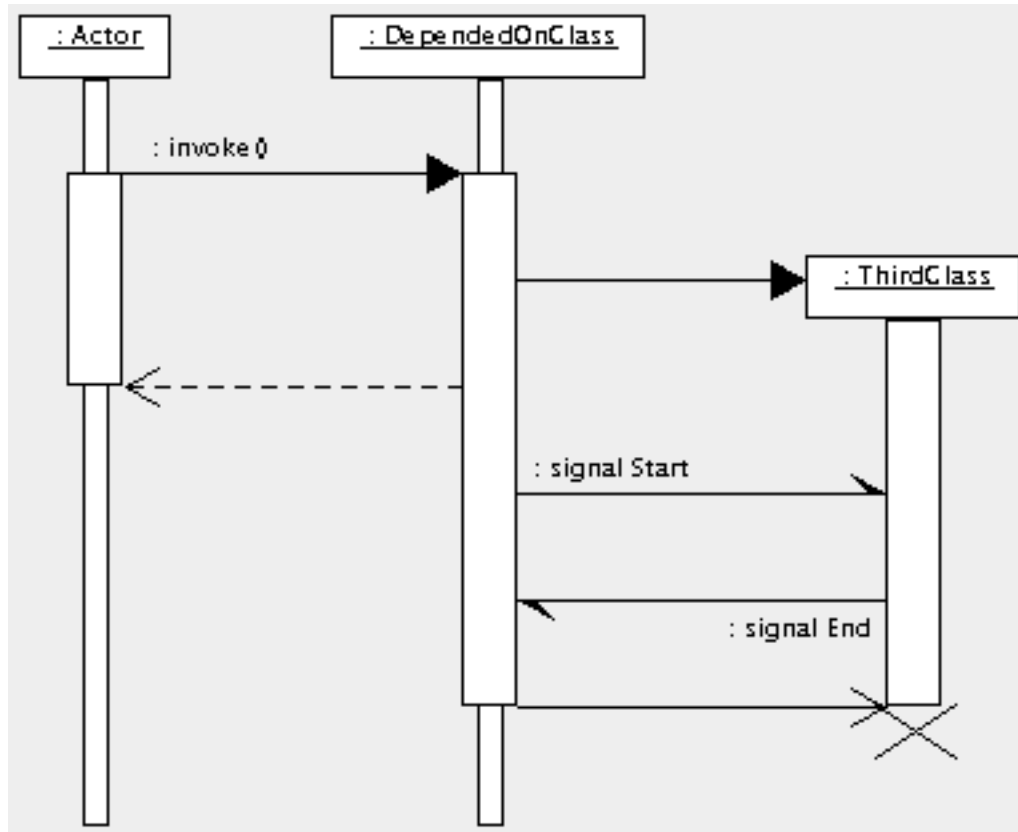 : Actor
: DependedOnClass
: invoke()
: ThirdClass
: signal Start
: signal End